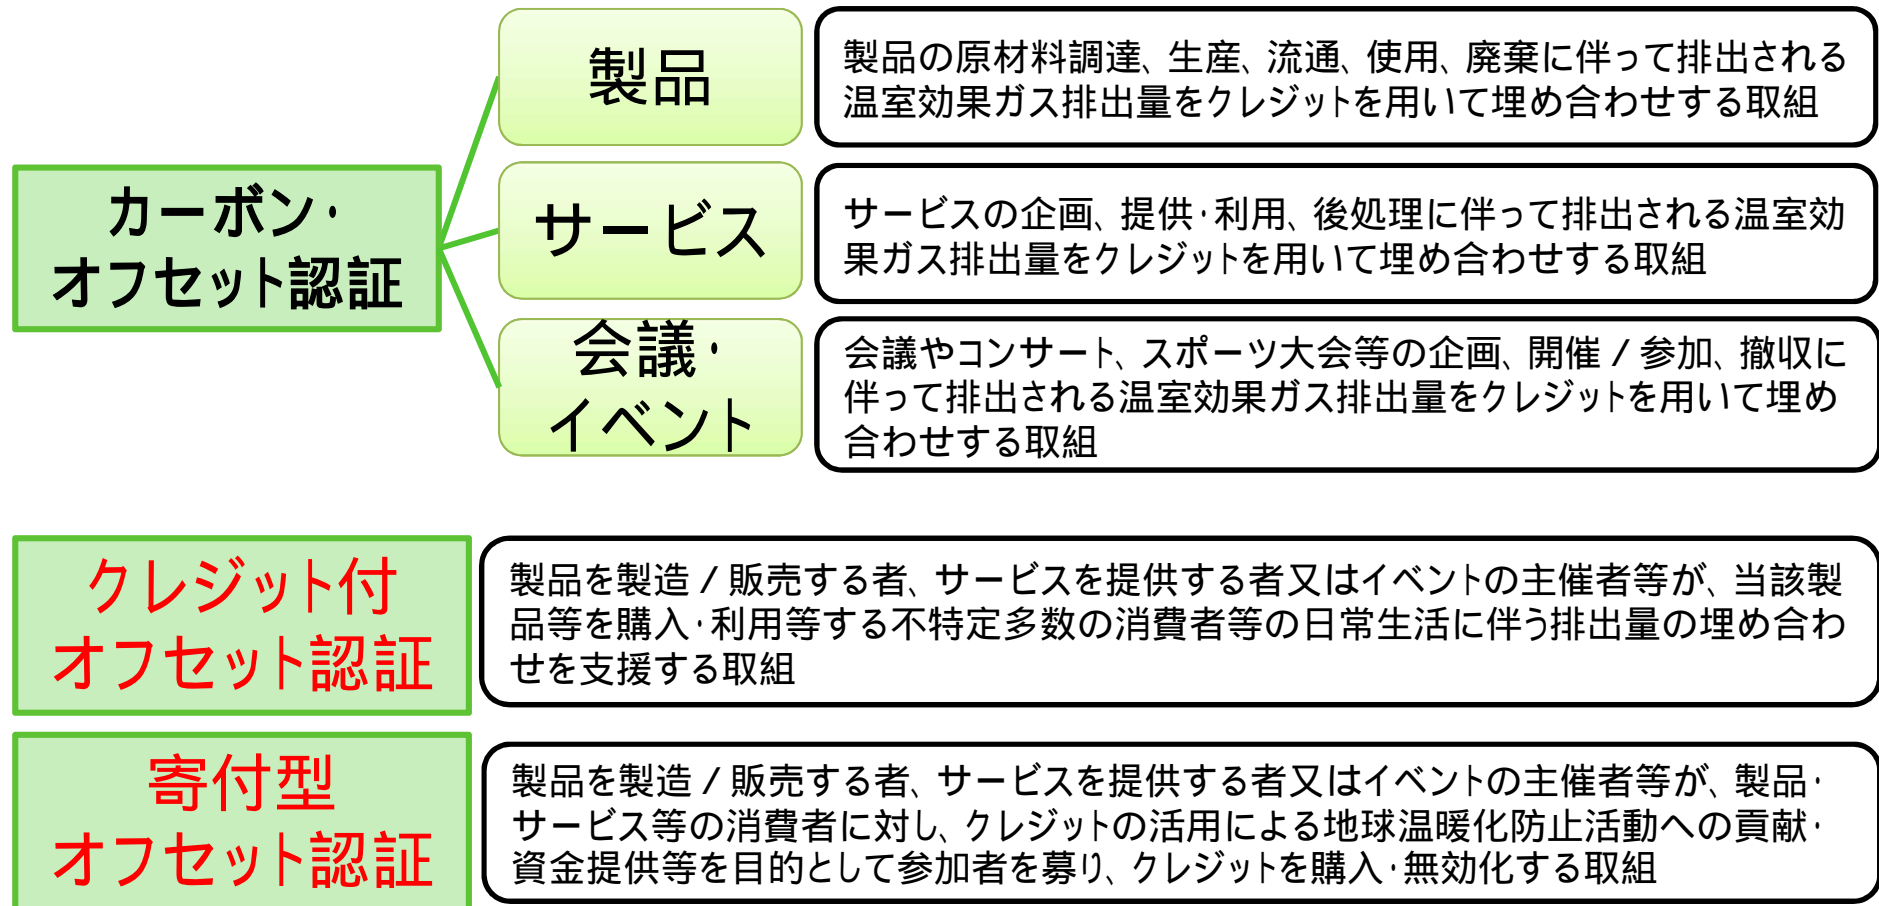 製品
製品の原材料調達、生産、流通、使用、廃棄に伴って排出される
温室効果ガス排出量をクレジットを用いて埋め合わせする取組
カーボン・
オフセット認証
サービス
サービスの企画、提供・利用、後処理に伴って排出される温室効
果ガス排出量をクレジットを用いて埋め合わせする取組
会議・
イベント
会議やコンサート、スポーツ大会等の企画、開催/参加、撤収に
伴って排出される温室効果ガス排出量をクレジットを用いて埋め
合わせする取組
クレジット付
オフセット認証
製品を製造/販売する者、サービスを提供する者又はイベントの主催者等が、当該製
品等を購入・利用等する不特定多数の消費者等の日常生活に伴う排出量の埋め合わ
せを支援する取組
寄付型
オフセット認証
製品を製造/販売する者、サービスを提供する者又はイベントの主催者等が、製品・
サービス等の消費者に対し、クレジットの活用による地球温暖化防止活動への貢献・
資金提供等を目的として参加者を募り、クレジットを購入・無効化する取組